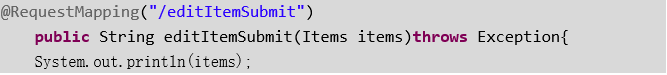 @RequestMapping("/editItemSubmit")
public String editItemSubmit(Items items)throws Exception{
System.out.println(items);